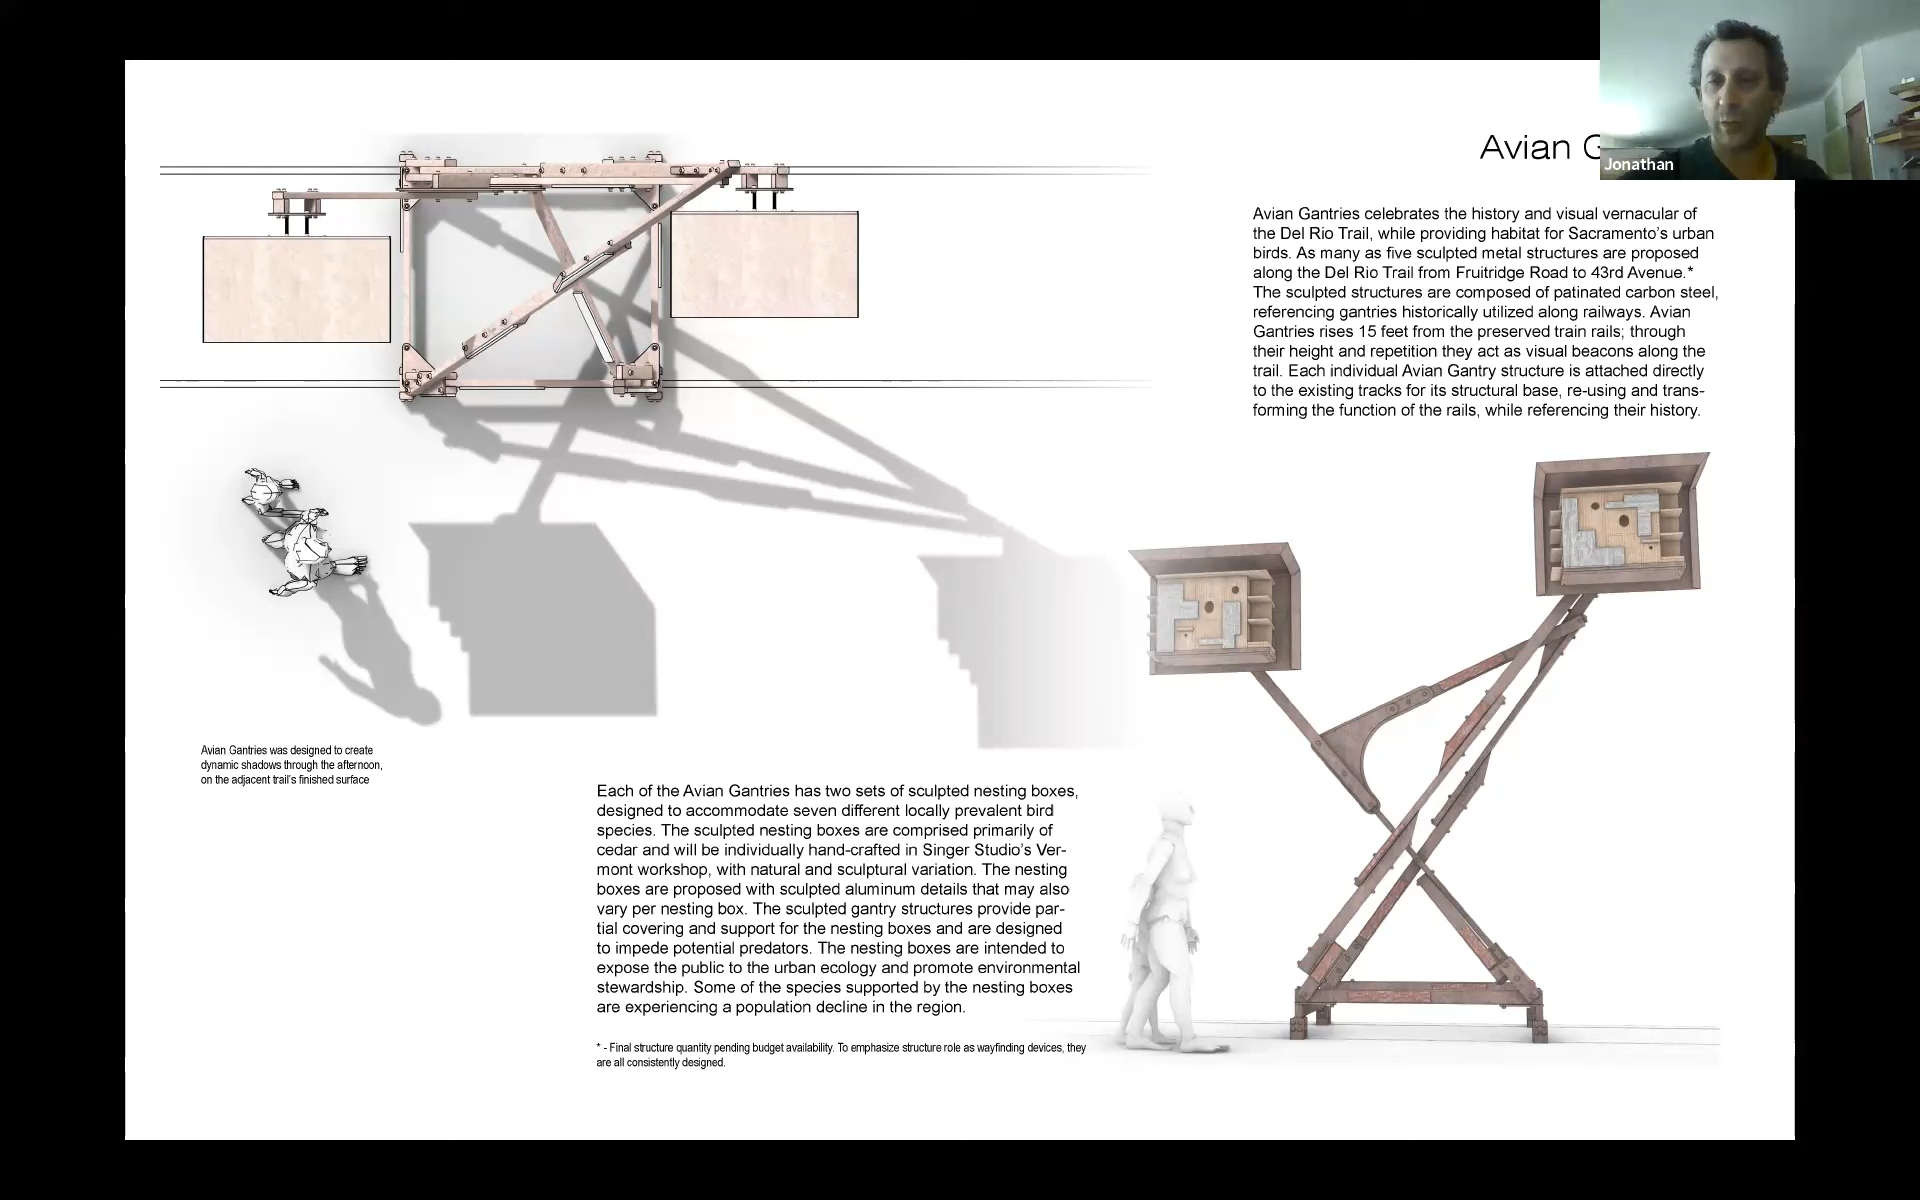 Avian G
Jonathan
Avian Gantries celebrates the history and visual vernacular of
the Del Rio Trail, while providing habitat for Sacramento's urban
birds. As many as five sculpted metal structures are proposed
along the Del Rio Trail from Fruitridge Road to 43rd Avenue.*
The sculpted structures are composed of patinated carbon steel,
referencing gantries historically utilized along railways. Avian
Gantries rises 15 feet from the preserved train rails; through
their height and repetition they act as visual beacons along the
trail. Each individual Avian Gantry structure is attached directly
to the existing tracks for its structural base, re-using and trans-
forming the function of the rails, while referencing their history.
Avian Gantries was designed to create
dynamic shadows through the afternoon,
on the adjacent trail's finished surface
Each of the Avian Gantries has two sets of sculpted nesting boxes,
designed to accommodate seven different locally prevalent bird
species. The sculpted nesting boxes are comprised primarily of
cedar and will be individually hand-crafted in Singer Studio's Ver-
mont workshop, with natural and sculptural variation. The nesting
boxes are proposed with sculpted aluminum details that may also
vary per nesting box. The sculpted gantry structures provide par-
tial covering and support for the nesting boxes and are designed
to impede potential predators. The nesting boxes are intended to
expose the public to the urban ecology and promote environmental
stewardship. Some of the species supported by the nesting boxes
are experiencing a population decline in the region.
* - Final structure quantity pending budget availability. To emphasize structure role as wayfinding devices, they
are all consistently designed.